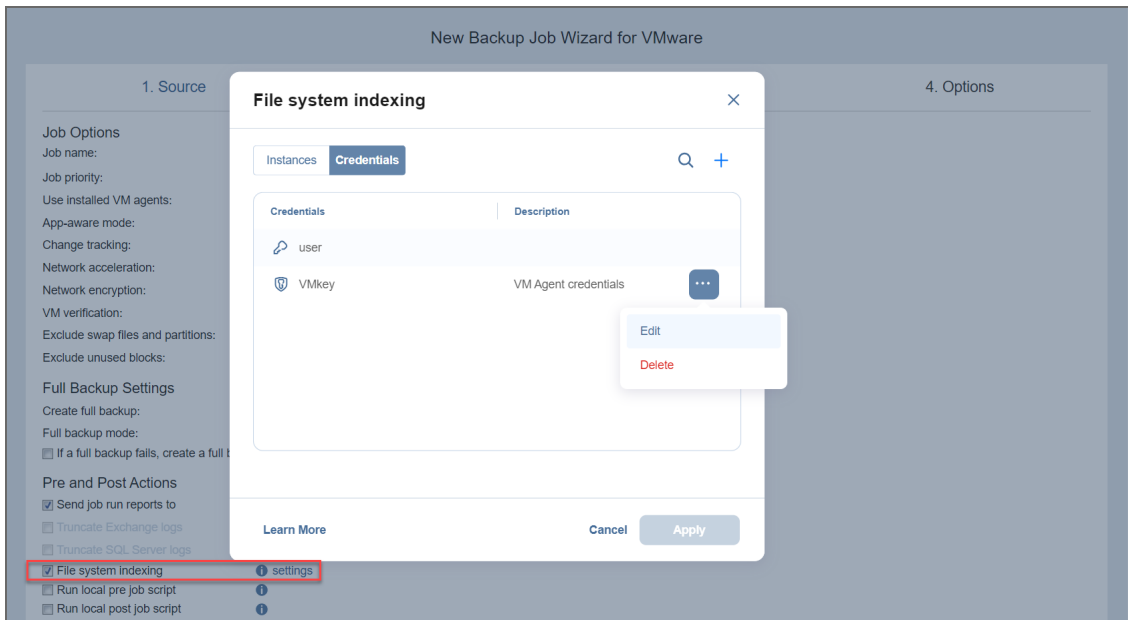 New Backup Job Wizard for VMware
1. Source
4. Options
File system indexing
Instances
Credentials
Credentials
Description
user
VMkey
VM Agent credentials
Edit
Delete
Learn More
Cancel
Apply
Job Options
Job name:
Job priority:
Use installed VM agents:
App-aware mode:
Change tracking:
Network acceleration:
Network encryption:
VM verification:
Exclude swap files and partitions:
Exclude unused blocks:
Full Backup Settings
Create full backup:
Full backup mode:
If a full backup fails, create a full
Pre and Post Actions
Send job run reports to
Truncate Exchange logs
Truncate SQL Server logs
File system indexing settings
Run local pre job script
Run local post job script